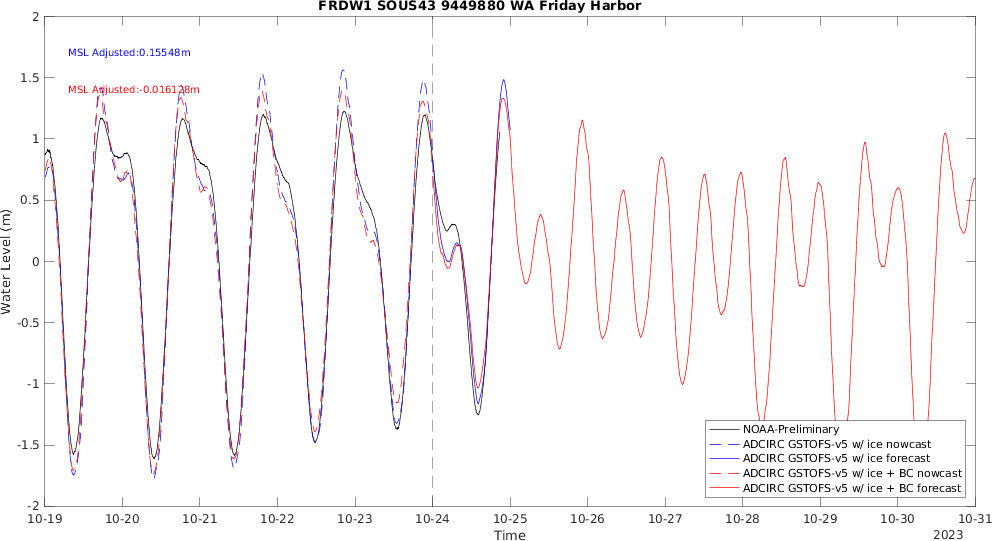 FRDW1 SOUS43 9449880 WA Friday Harbor
2
1.5
1
0.5
0
-0.5
-1
-1.5
-2
Water Level (m)
MSL Adjusted:0.15548m
MSL Adjusted:-0.016128m
NOAA-Preliminary
ADCIRC GSTOFS-v5 w/ ice nowcast
ADCIRC GSTOFS-v5 w/ ice forecast
ADCIRC GSTOFS-v5 w/ ice + BC nowcast
ADCIRC GSTOFS-v5 w/ ice + BC forecast
10-19 10-20 10-21 10-22 10-23 10-24 10-25 10-26 10-27 10-28 10-29 10-30 10-31
Time
2023